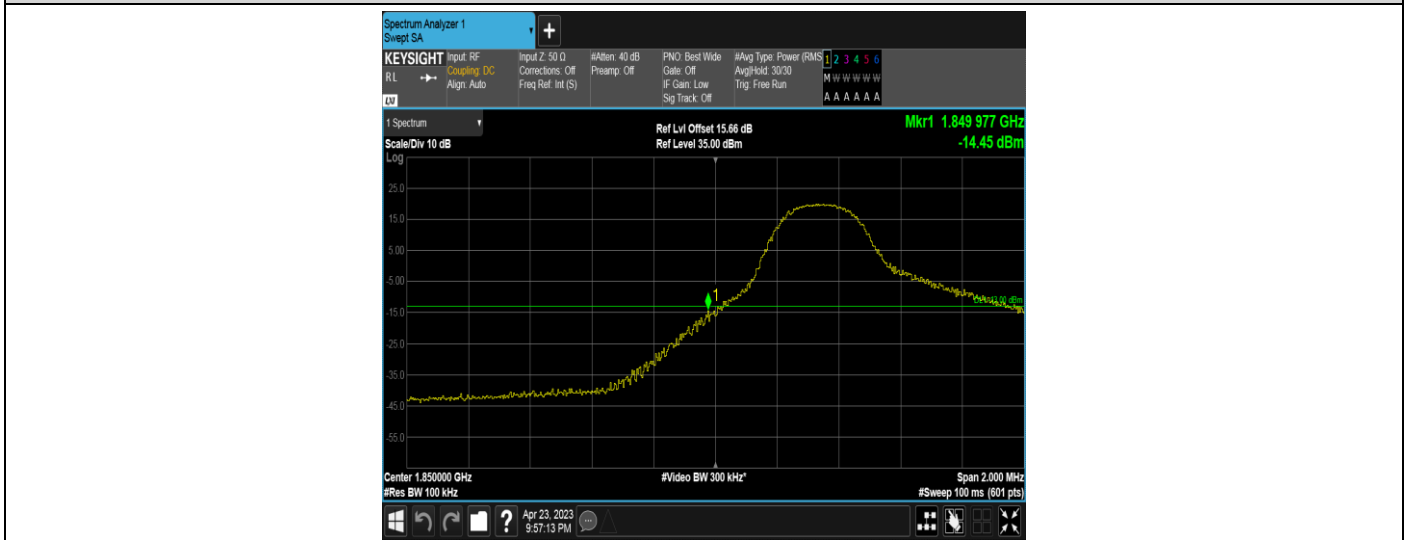 Spectrum Analyzer 1
Swept SA
+
KEYSIGHT
RL
LXI
Input: RF
Coupling: DC
Align: Auto
Input Z: 50 Ω
Corrections: Off
Freq Ref: Int (S)
#Atten: 40 dB
Preamp: Off
PNO: Best Wide
Gate: Off
IF Gain: Low
Sig Track: Off
#Avg Type: Power (RMS
Avg|Hold: 30/30
Trig: Free Run
1 2 3 4 5 6
M W W W W W
A A A A A A
1 Spectrum
Scale/Div 10 dB
Log
Ref Lvl Offset 15.66 dB
Ref Level 35.00 dBm
Mkr1 1.849 977 GHz
-14.45 dBm
25.0
15.0
5.00
-5.00
1
-15.0
-25.0
-35.0
-45.0
-55.0
Center 1.850000 GHz
#Res BW 100 kHz
#Video BW 300 kHz*
Span 2.000 MHz
#Sweep 100 ms (601 pts)
?
Apr 23, 2023
9:57:13 PM